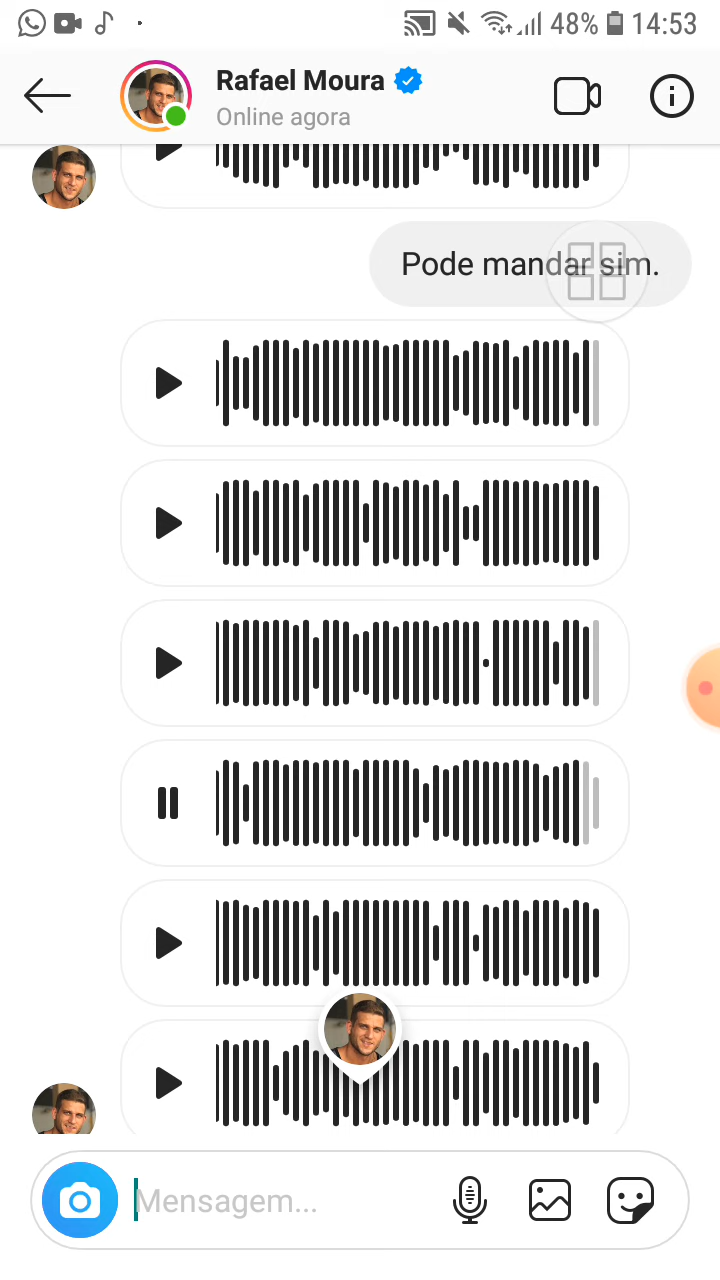 48% 14:53
Rafael Moura
Online agora
Pode mandar sim.
Mensagem...